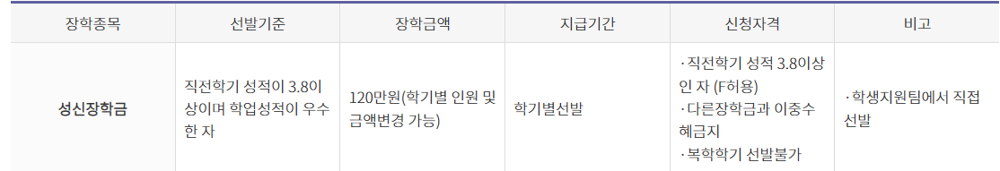 장학종목 선발기준 장학금액 지급기간 신청자격 비고
성신장학금
직전학기 성적이 3.8이
상이며 학업성적이 우수
한 자
120만원(학기별 인원 및
금액변경 가능)
학기별선발
·직전학기 성적 3.8이상
인 자 (F허용)
·다른장학금과 이중수
혜금지
·복학학기 선발불가
·학생지원팀에서 직접
선발